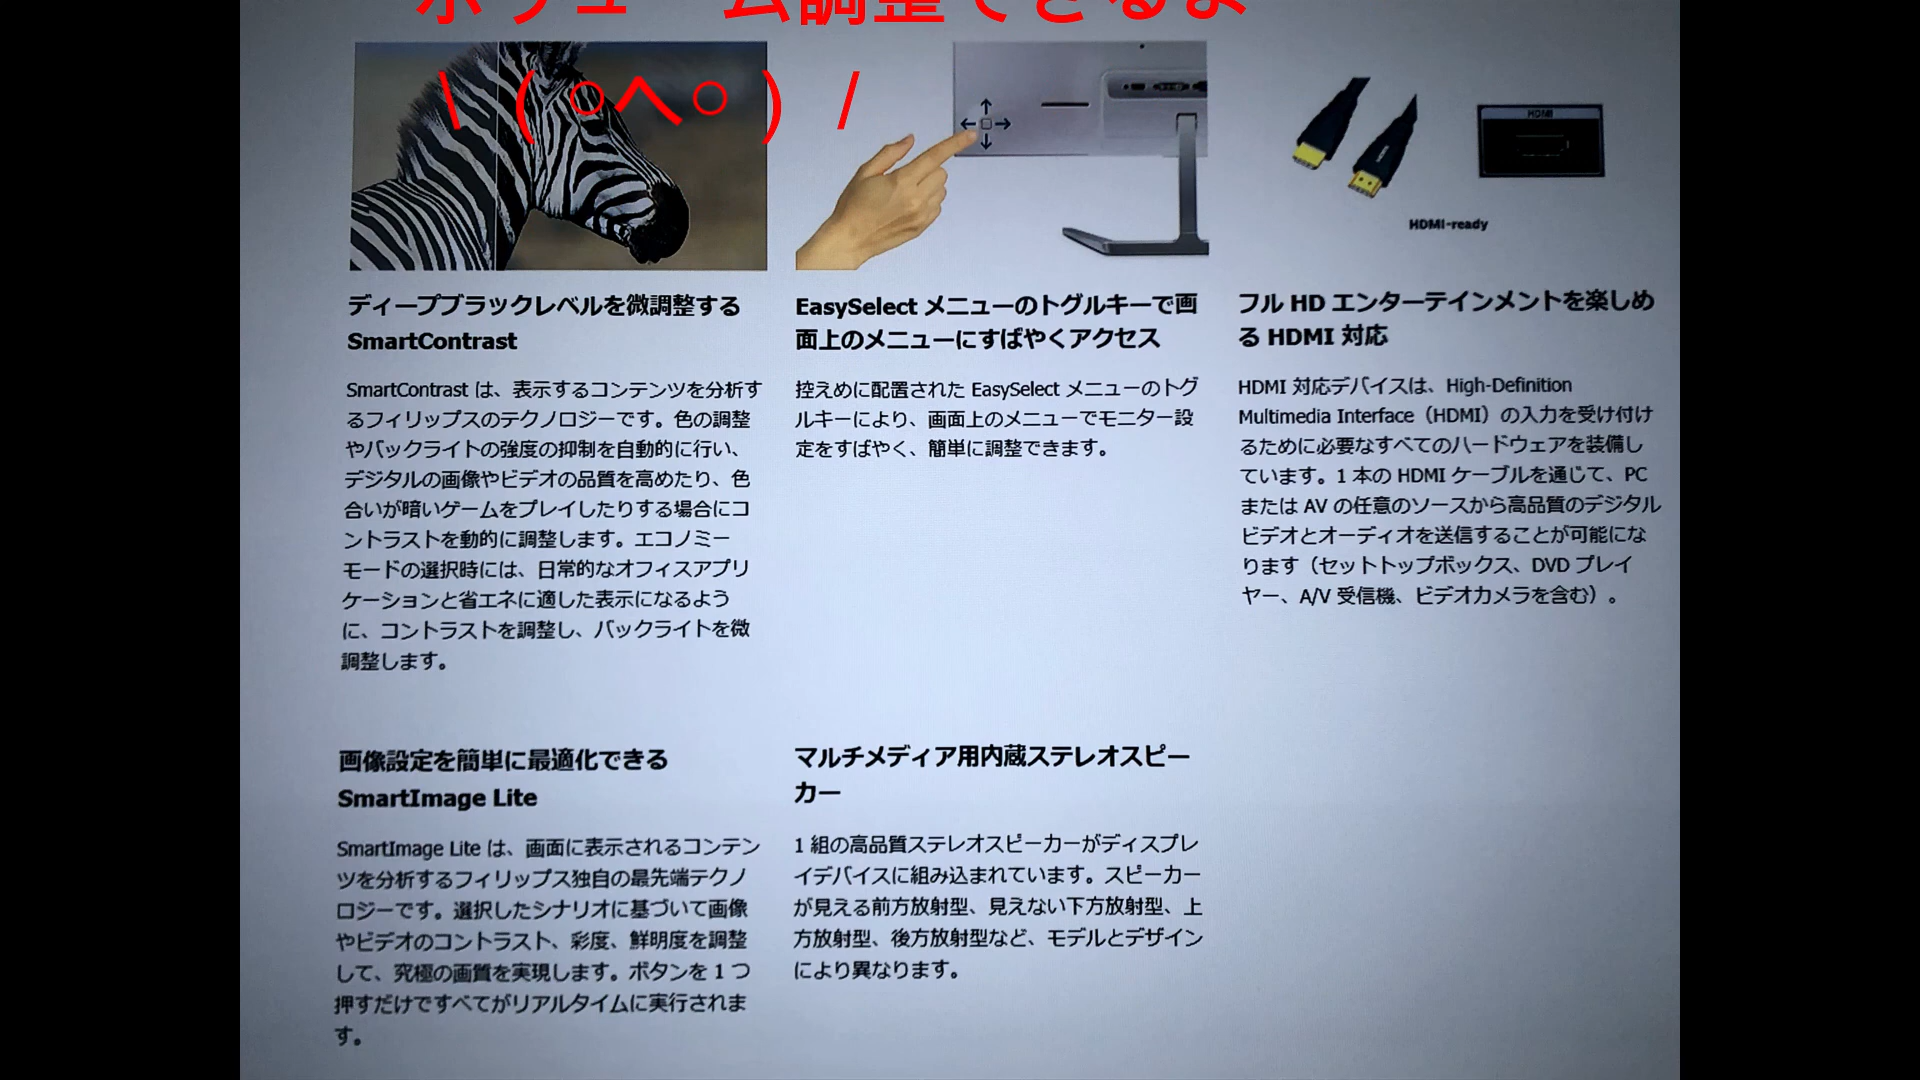 ボリューム調整できるよ
\ ( ○へ○ ) /
HDMI
HDMI-ready
ディープブラックレベルを微調整する
SmartContrast
SmartContrast は、表示するコンテンツを分析す
るフィリップスのテクノロジーです。色の調整
やバックライトの強度の抑制を自動的に行い、
デジタルの画像やビデオの品質を高めたり、色
合いが暗いゲームをプレイしたりする場合にコ
ントラストを動的に調整します。エコノミー
モードの選択時には、日常的なオフィスアプリ
ケーションと省エネに適した表示になるよう
に、コントラストを調整し、バックライトを微
調整します。
EasySelect メニューのトグルキーで画
面上のメニューにすばやくアクセス
控えめに配置された EasySelect メニューのトグ
ルキーにより、画面上のメニューでモニター設
定をすばやく、簡単に調整できます。
フル HD エンターテインメントを楽しめ
る HDMI 対応
HDMI 対応デバイスは、High-Definition
Multimedia Interface（HDMI）の入力を受け付け
るために必要なすべてのハードウェアを装備し
ています。1 本の HDMI ケーブルを通じて、PC
または AV の任意のソースから高品質のデジタル
ビデオとオーディオを送信することが可能にな
ります（セットトップボックス、DVD プレイ
ヤー、A/V 受信機、ビデオカメラを含む）。
画像設定を簡単に最適化できる
SmartImage Lite
SmartImage Lite は、画面に表示されるコンテン
ツを分析するフィリップス独自の最先端テクノ
ロジーです。選択したシナリオに基づいて画像
やビデオのコントラスト、彩度、鮮明度を調整
して、究極の画質を実現します。ボタンを 1 つ
押すだけですべてがリアルタイムに実行されま
す。
マルチメディア用内蔵ステレオスピー
カー
1 組の高品質ステレオスピーカーがディスプレ
イデバイスに組み込まれています。スピーカー
が見える前方放射型、見えない下方放射型、上
方放射型、後方放射型など、モデルとデザイン
により異なります。